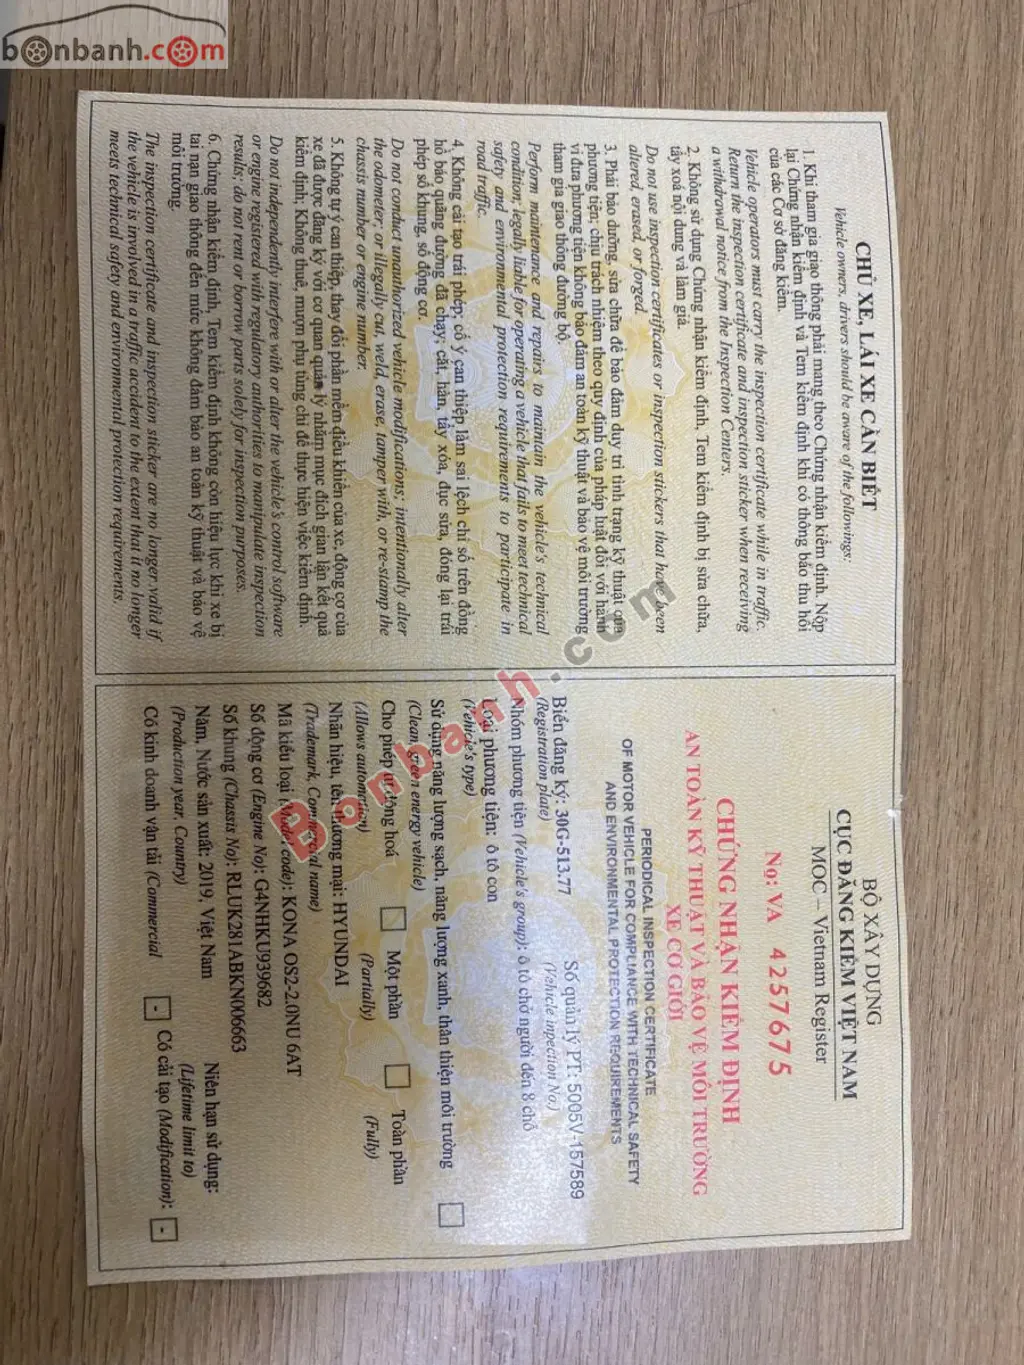 bonbanh.com
CHỦ XE, LÁI XE CẦN BIẾT
Vehicle owners, drivers should be aware of the followings:
1. Khi tham gia giao thông phải mang theo Chứng nhận kiểm định. Nộp
lại Chứng nhận kiểm định và Tem kiểm định khi có thông báo thu hồi
của các Cơ sở đăng kiểm.
Vehicle operators must carry the inspection certificate while in traffic.
Return the inspection certificate and inspection sticker when receiving
a withdrawal notice from the Inspection Centers.
2. Không sử dụng Chứng nhận kiểm định, Tem kiểm định bị sửa chữa,
tẩy xoá nội dung và làm giả.
Do not use inspection certificates or inspection stickers that have been
altered, erased, or forged.
3. Phải bảo dưỡng, sửa chữa để bảo đảm duy trì tình trạng kỹ thuật của
phương tiện; chịu trách nhiệm theo quy định của pháp luật đối với hành
vi đưa phương tiện không bảo đảm an toàn kỹ thuật và bảo vệ môi trường
tham gia giao thông đường bộ.
Perform maintenance and repairs to maintain the vehicle's technical
condition; legally liable for operating a vehicle that fails to meet technical
safety and environmental protection requirements to participate in
road traffic.
4. Không cải tạo trái phép; cố ý can thiệp làm sai lệch chỉ số trên đồng
hồ báo quãng đường đã chạy; cắt, hàn, tẩy xóa, đục sửa, đóng lại trái
phép số khung, số động cơ.
Do not conduct unauthorized vehicle modifications; intentionally alter
the odometer; or illegally cut, weld, erase, tamper with, or re-stamp the
chassis number or engine number.
5. Không tự ý can thiệp, thay đổi phần mềm điều khiển của xe, động cơ của
xe đã được đăng ký với cơ quan quản lý nhằm mục đích gian lận kết quả
kiểm định; Không thuê, mượn phụ tùng chỉ để thực hiện việc kiểm định.
Do not independently interfere with or alter the vehicle's control software
or engine registered with regulatory authorities to manipulate inspection
results; do not rent or borrow parts solely for inspection purposes.
6. Chứng nhận kiểm định, Tem kiểm định không còn hiệu lực khi xe bị
tai nạn giao thông đến mức không đảm bảo an toàn kỹ thuật và bảo vệ
môi trường.
The inspection certificate and inspection sticker are no longer valid if
the vehicle is involved in a traffic accident to the extent that it no longer
meets technical safety and environmental protection requirements.
BỘ XÂY DỰNG
CỤC ĐĂNG KIỂM VIỆT NAM
MOC – Vietnam Register
No: VA 4257675
CHỨNG NHẬN KIỂM ĐỊNH
AN TOÀN KỸ THUẬT VÀ BẢO VỆ MÔI TRƯỜNG
XE CƠ GIỚI
PERIODICAL INSPECTION CERTIFICATE
OF MOTOR VEHICLE FOR COMPLIANCE WITH TECHNICAL SAFETY
AND ENVIRONMENTAL PROTECTION REQUIREMENTS
Biển đăng ký: 30G-513.77 Số quản lý PT: 5005V-157589
(Registration plate) (Vehicle inpection No.)
Nhóm phương tiện (Vehicle's group): ô tô chở người đến 8 chỗ
Loại phương tiện: ô tô con
(Vehicle's type)
Sử dụng năng lượng sạch, năng lượng xanh, thân thiện môi trường
(Clean, green energy vehicle)
Cho phép tự động hoá Một phần Toàn phần
(Allows automation) (Partially) (Fully)
Nhãn hiệu, tên thương mại: HYUNDAI
(Trademark, Commercial name)
Mã kiểu loại (Model code): KONA OS2-2.0NU 6AT
Số động cơ (Engine No): G4NHKU939682
Số khung (Chassis No): RLUK281ABKN006663
Năm, Nước sản xuất: 2019, Việt Nam Niên hạn sử dụng:
(Production year, Country) (Lifetime limit to)
Có kinh doanh vận tải (Commercial - Có cải tạo (Modification): -
Bonbanh.com